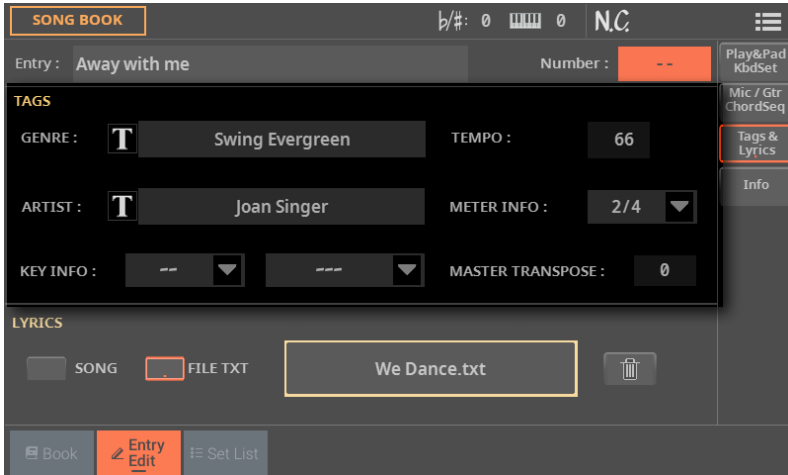 SONG BOOK
♭/#: 0 0 N.C.
Entry : Away with me Number : --
Play&Pad
KbdSet
TAGS
Mic / Gtr
ChordSeq
GENRE : T Swing Evergreen TEMPO : 66
Tags &
Lyrics
Info
ARTIST : T Joan Singer METER INFO : 2/4
KEY INFO : -- --- MASTER TRANSPOSE : 0
LYRICS
SONG FILE TXT We Dance.txt
Book Entry
Edit Set List